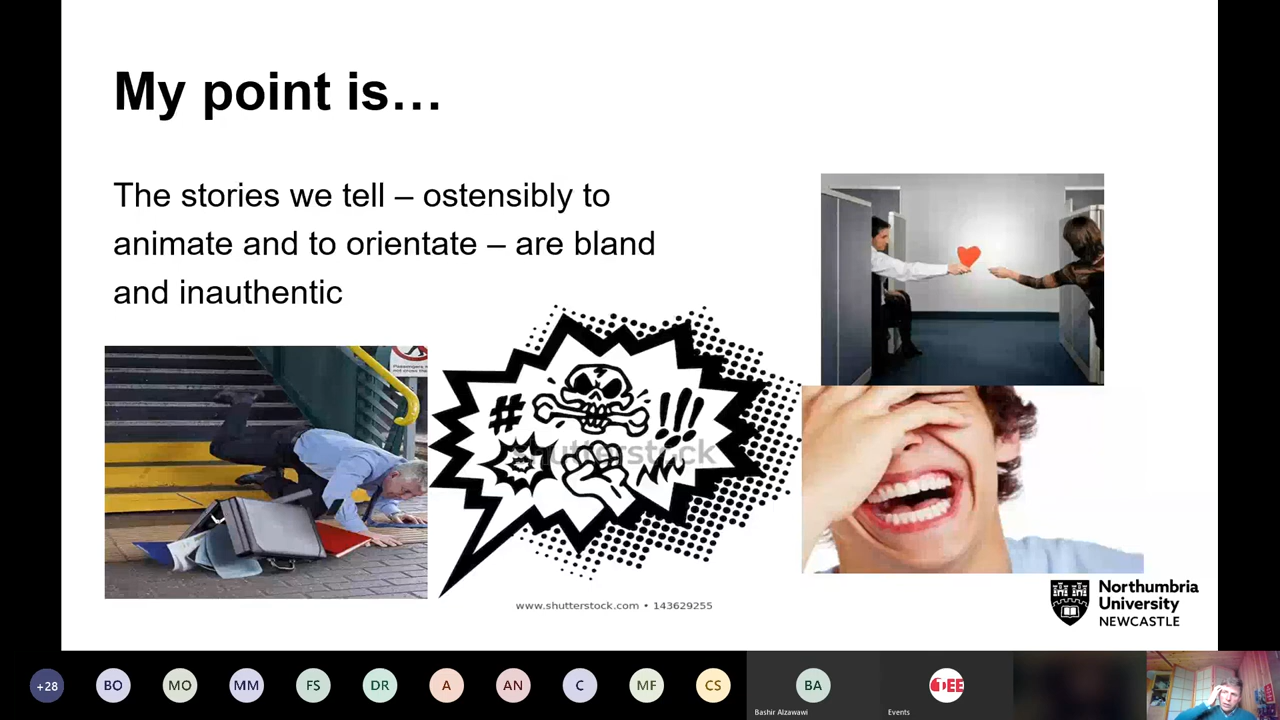 My point is…
The stories we tell – ostensibly to
animate and to orientate – are bland
and inauthentic
#
!!!
shutterstock
www.shutterstock.com • 143629255
Northumbria
University
NEWCASTLE
+28
BO
MO
MM
FS
DR
A
AN
C
MF
CS
BA
Bashir Alzawawi
Events